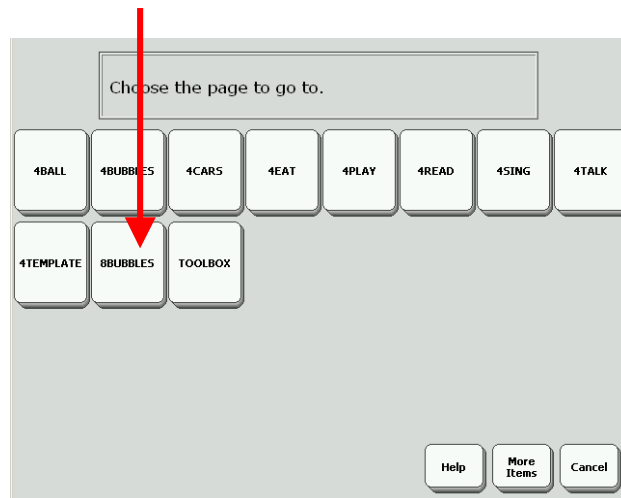 Choose the page to go to.
4BALL 4BUBBLES 4CARS 4EAT 4PLAY 4READ 4SING 4TALK
4TEMPLATE 8BUBBLES TOOLBOX
Help More Items Cancel